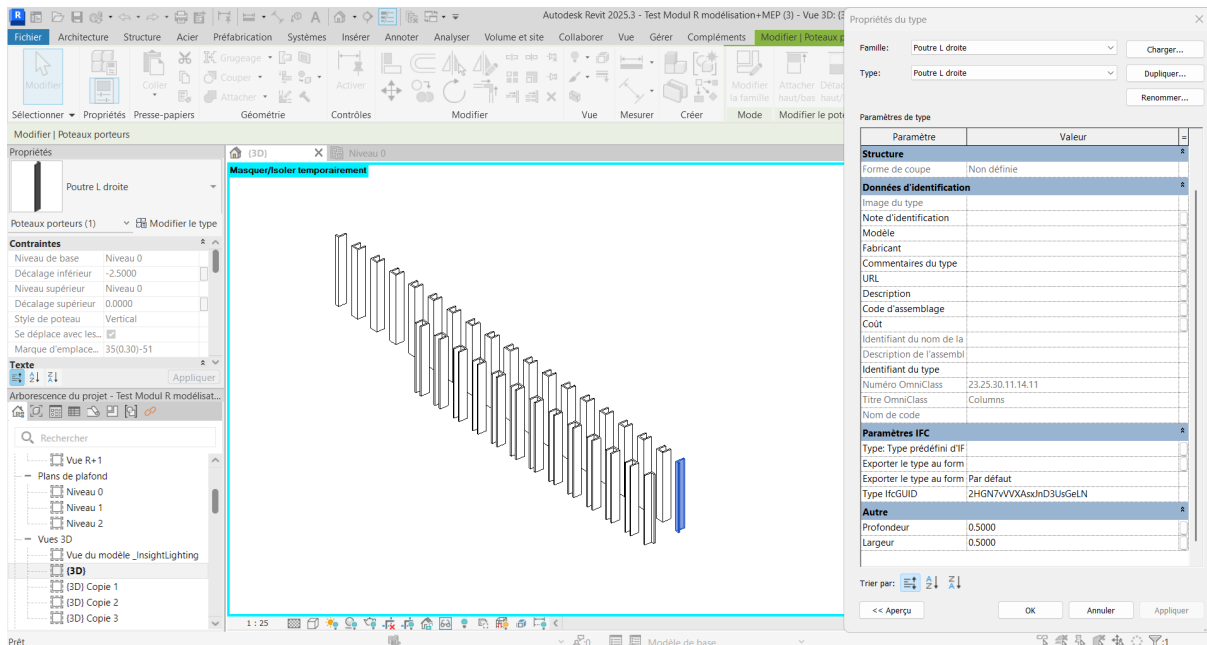 Autodesk Revit 2025.3 - Test Modul R modélisation+MEP (3) - Vue 3D: {3
Fichier Architecture Structure Acier Préfabrication Systèmes Insérer Annoter Analyser Volume et site Collaborer Vue Gérer Compléments Modifier | Poteaux p
Modifier Coller Grugeage Couper Attacher Activer Modifier la famille Attacher haut/bas Détac haut/
Sélectionner Propriétés Presse-papiers Géométrie Contrôles Modifier Vue Mesurer Créer Mode Modifier le pote
Modifier | Poteaux porteurs
Propriétés
Poutre L droite
Poteaux porteurs (1) Modifier le type
Contraintes
Niveau de base Niveau 0
Décalage inférieur -2.5000
Niveau supérieur Niveau 0
Décalage supérieur 0.0000
Style de poteau Vertical
Se déplace avec les...
Marque d'emplace... 35(0.30)-51
Texte
Appliquer
Arborescence du projet - Test Modul R modélisat...
Rechercher
Vue R+1
Plans de plafond
Niveau 0
Niveau 1
Niveau 2
Vues 3D
Vue du modèle _InsightLighting
{3D}
{3D} Copie 1
{3D} Copie 2
{3D} Copie 3
Prêt
{3D} Niveau 0
Masquer/Isoler temporairement
1 : 25
:0 Modèle de base
:1
Propriétés du type
Famille: Poutre L droite Charger...
Type: Poutre L droite Dupliquer...
Renommer...
Paramètres de type
Paramètre Valeur =
Structure
Forme de coupe Non définie
Données d'identification
Image du type
Note d'identification
Modèle
Fabricant
Commentaires du type
URL
Description
Code d'assemblage
Coût
Identifiant du nom de la
Description de l'assembl
Identifiant du type
Numéro OmniClass 23.25.30.11.14.11
Titre OmniClass Columns
Nom de code
Paramètres IFC
Type: Type prédéfini d'IF
Exporter le type au form
Exporter le type au form Par défaut
Type IfcGUID 2HGN7vVVXAsxJnD3UsGeLN
Autre
Profondeur 0.5000
Largeur 0.5000
Trier par:
<< Aperçu OK Annuler Appliquer